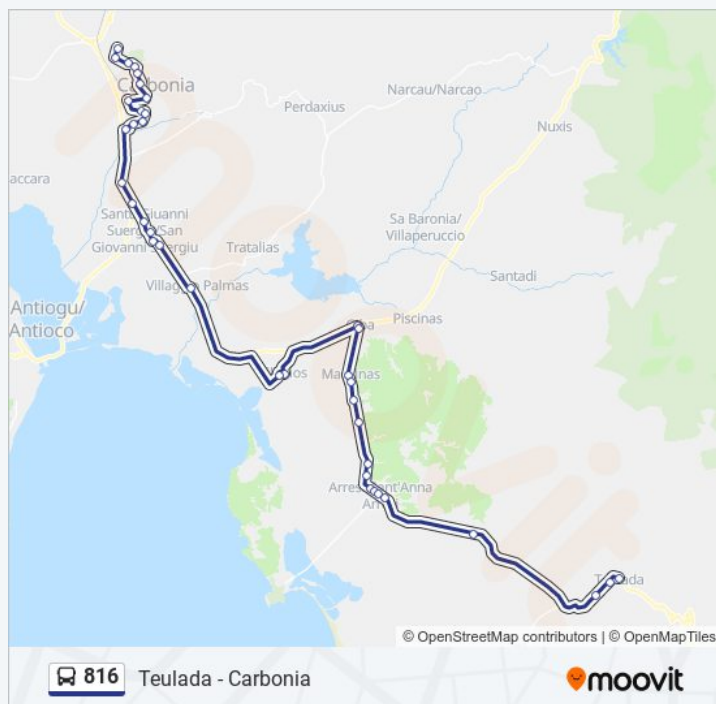 Carbonia
Narcau/Narcao
Perdaxius
Nuxis
accara
Santu Giuanni
Suergiu/San
Giovanni Suergiu
Sa Baronia/
Villaperuccio
Tratalias
Santadi
Villaggio Palmas
Antiogu/
Antioco
Giba
Piscinas
Masainas
Arresi
Sant'Anna
Teulada
© OpenStreetMap contributors | © OpenMapTiles
816 Teulada - Carbonia
moovit